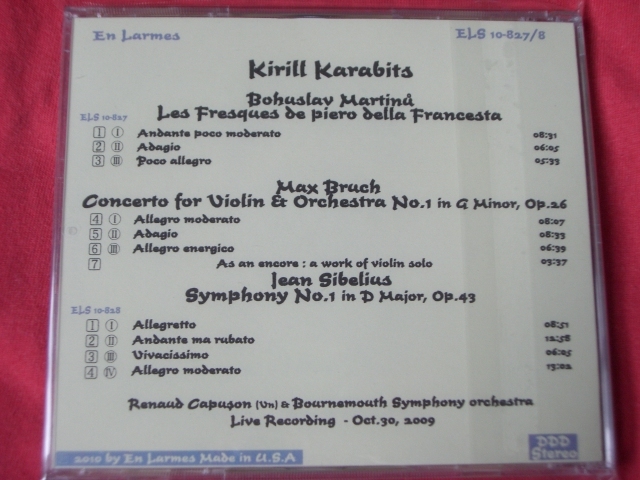 En Larmes ELS 10-827/8
Kirill Karabits
Bohuslav Martinů
Les Fresques de piero della Francesta
ELS 10-827
1 I Andante poco moderato 08:31
2 II Adagio 06:05
3 III Poco allegro 05:33
Max Bruch
Concerto for Violin & Orchestra No.1 in G Minor, Op.26
4 I Allegro moderato 08:07
5 II Adagio 08:33
6 III Allegro energico 06:39
7 As an encore : a work of violin solo 03:37
Jean Sibelius
Symphony No.1 in D Major, Op.43
ELS 10-828
1 I Allegretto 08:51
2 II Andante ma rubato 12:58
3 III Vivacissimo 06:05
4 IV Allegro moderato 13:02
Renaud Capuson (Vn) & Bournemouth Symphony orchestra
Live Recording - Oct.30, 2009
2010 by En Larmes Made in U.S.A
DDD
Stereo